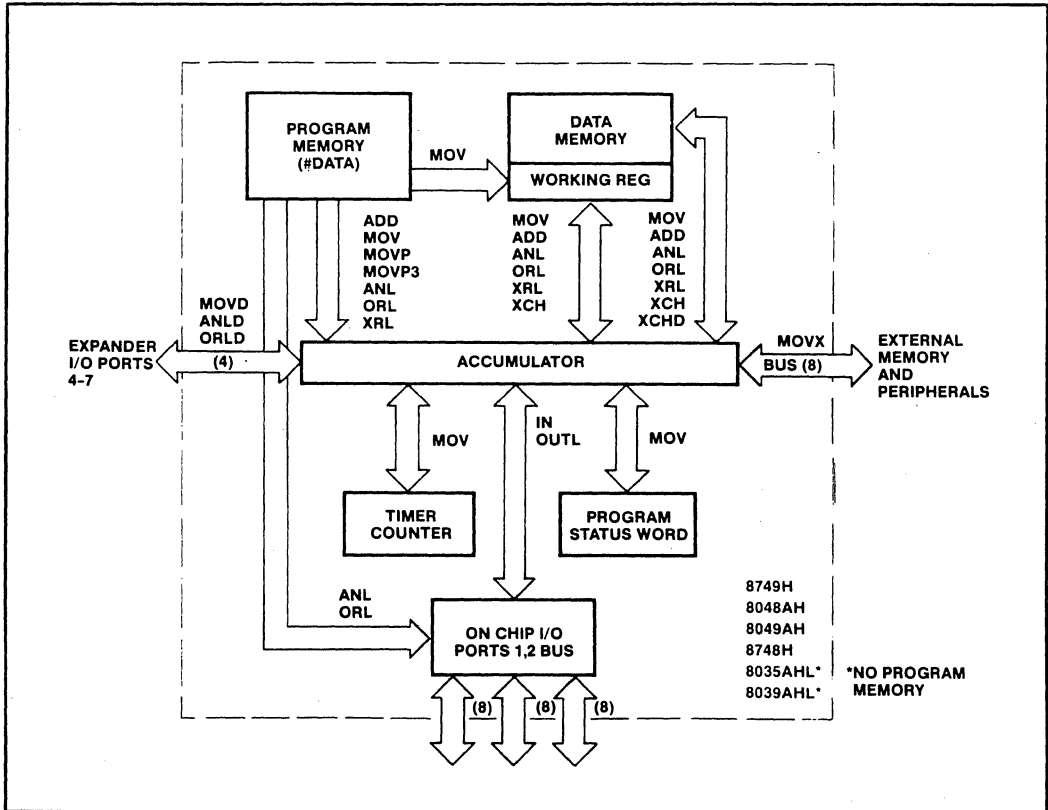 PROGRAM
MEMORY
(#DATA)
MOV
DATA
MEMORY
WORKING REG
ADD
MOV
MOVP
MOVP3
ANL
ORL
XRL
MOV
ADD
ANL
ORL
XRL
XCH
MOV
ADD
ANL
ORL
XRL
XCH
XCHD
MOVD
ANLD
ORLD
(4)
EXPANDER
I/O PORTS
4-7
ACCUMULATOR
MOVX
BUS (8)
EXTERNAL
MEMORY
AND
PERIPHERALS
MOV
IN
OUTL
MOV
TIMER
COUNTER
PROGRAM
STATUS WORD
ANL
ORL
ON CHIP I/O
PORTS 1,2 BUS
(8) (8) (8)
8749H
8048AH
8049AH
8748H
8035AHL*
8039AHL*
*NO PROGRAM
MEMORY